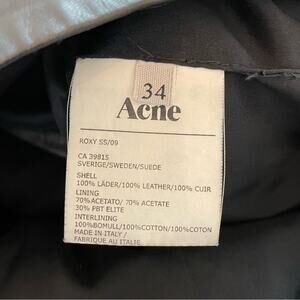 34
Acne
ROXY SS/09
CA 39815
SVERIGE/SWEDEN/SUEDE
SHELL
100% LÄDER/100% LEATHER/100% CUIR
LINING
70% ACETATO/ 70% ACETATE
30% PBT ELITE
INTERLINING
100%BOMULL/100%COTTON/100%COTON
MADE IN ITALY /
FABRIQUE AU ITALIE